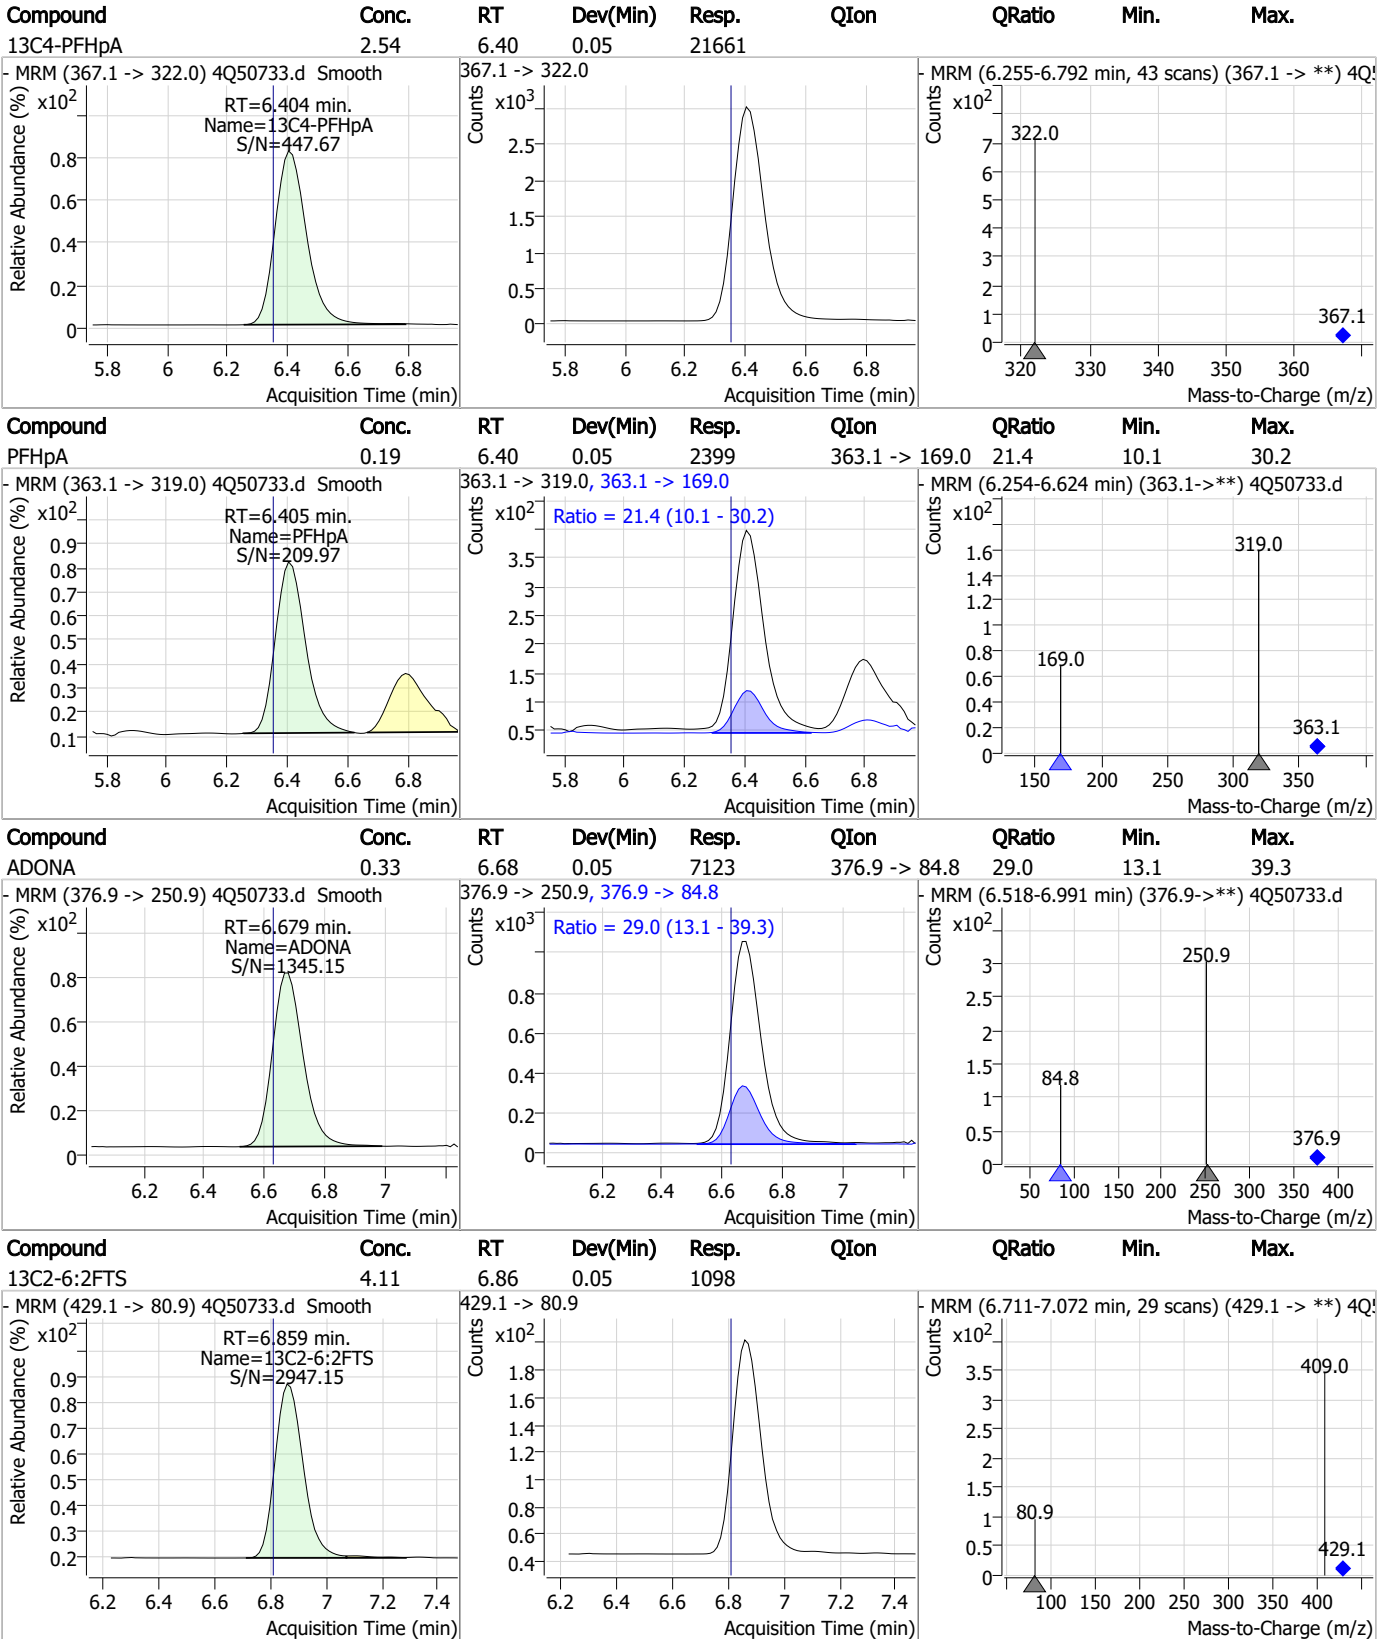 Compound Conc. RT Dev(Min) Resp. QIon QRatio Min. Max.
13C4-PFHpA 2.54 6.40 0.05 21661
- MRM (367.1 -> 322.0) 4Q50733.d Smooth
x10² RT=6.404 min.
Name=13C4-PFHpA
S/N=447.67
Relative Abundance (%)
0.8
0.6
0.4
0.2
0
5.8 6 6.2 6.4 6.6 6.8
Acquisition Time (min)
367.1 -> 322.0
Counts x10³
2.5
2
1.5
1
0.5
0
5.8 6 6.2 6.4 6.6 6.8
Acquisition Time (min)
- MRM (6.255-6.792 min, 43 scans) (367.1 -> **) 4Q5
Counts x10²
7
6
5
4
3
2
1
0
322.0
367.1
320 330 340 350 360
Mass-to-Charge (m/z)
Compound Conc. RT Dev(Min) Resp. QIon QRatio Min. Max.
PFHpA 0.19 6.40 0.05 2399 363.1 -> 169.0 21.4 10.1 30.2
- MRM (363.1 -> 319.0) 4Q50733.d Smooth
x10² RT=6.405 min.
Name=PFHpA
S/N=209.97
Relative Abundance (%)
0.9
0.8
0.7
0.6
0.5
0.4
0.3
0.2
0.1
5.8 6 6.2 6.4 6.6 6.8
Acquisition Time (min)
363.1 -> 319.0, 363.1 -> 169.0
Counts x10² Ratio = 21.4 (10.1 - 30.2)
3.5
3
2.5
2
1.5
1
0.5
5.8 6 6.2 6.4 6.6 6.8
Acquisition Time (min)
- MRM (6.254-6.624 min) (363.1->**) 4Q50733.d
Counts x10²
1.6
1.4
1.2
1
0.8
0.6
0.4
0.2
0
319.0
169.0
363.1
150 200 250 300 350
Mass-to-Charge (m/z)
Compound Conc. RT Dev(Min) Resp. QIon QRatio Min. Max.
ADONA 0.33 6.68 0.05 7123 376.9 -> 84.8 29.0 13.1 39.3
- MRM (376.9 -> 250.9) 4Q50733.d Smooth
x10² RT=6.679 min.
Name=ADONA
S/N=1345.15
Relative Abundance (%)
0.8
0.6
0.4
0.2
0
6.2 6.4 6.6 6.8 7
Acquisition Time (min)
376.9 -> 250.9, 376.9 -> 84.8
Counts x10³ Ratio = 29.0 (13.1 - 39.3)
0.8
0.6
0.4
0.2
0
6.2 6.4 6.6 6.8 7
Acquisition Time (min)
- MRM (6.518-6.991 min) (376.9->**) 4Q50733.d
Counts x10²
3
2.5
2
1.5
1
0.5
0
250.9
84.8
376.9
50 100 150 200 250 300 350 400
Mass-to-Charge (m/z)
Compound Conc. RT Dev(Min) Resp. QIon QRatio Min. Max.
13C2-6:2FTS 4.11 6.86 0.05 1098
- MRM (429.1 -> 80.9) 4Q50733.d Smooth
x10² RT=6.859 min.
Name=13C2-6:2FTS
S/N=2947.15
Relative Abundance (%)
0.9
0.8
0.7
0.6
0.5
0.4
0.3
0.2
6.2 6.4 6.6 6.8 7 7.2 7.4
Acquisition Time (min)
429.1 -> 80.9
Counts x10²
1.8
1.6
1.4
1.2
1
0.8
0.6
0.4
6.2 6.4 6.6 6.8 7 7.2 7.4
Acquisition Time (min)
- MRM (6.711-7.072 min, 29 scans) (429.1 -> **) 4Q5
Counts x10²
3.5
3
2.5
2
1.5
1
0.5
0
409.0
80.9
429.1
100 150 200 250 300 350 400
Mass-to-Charge (m/z)